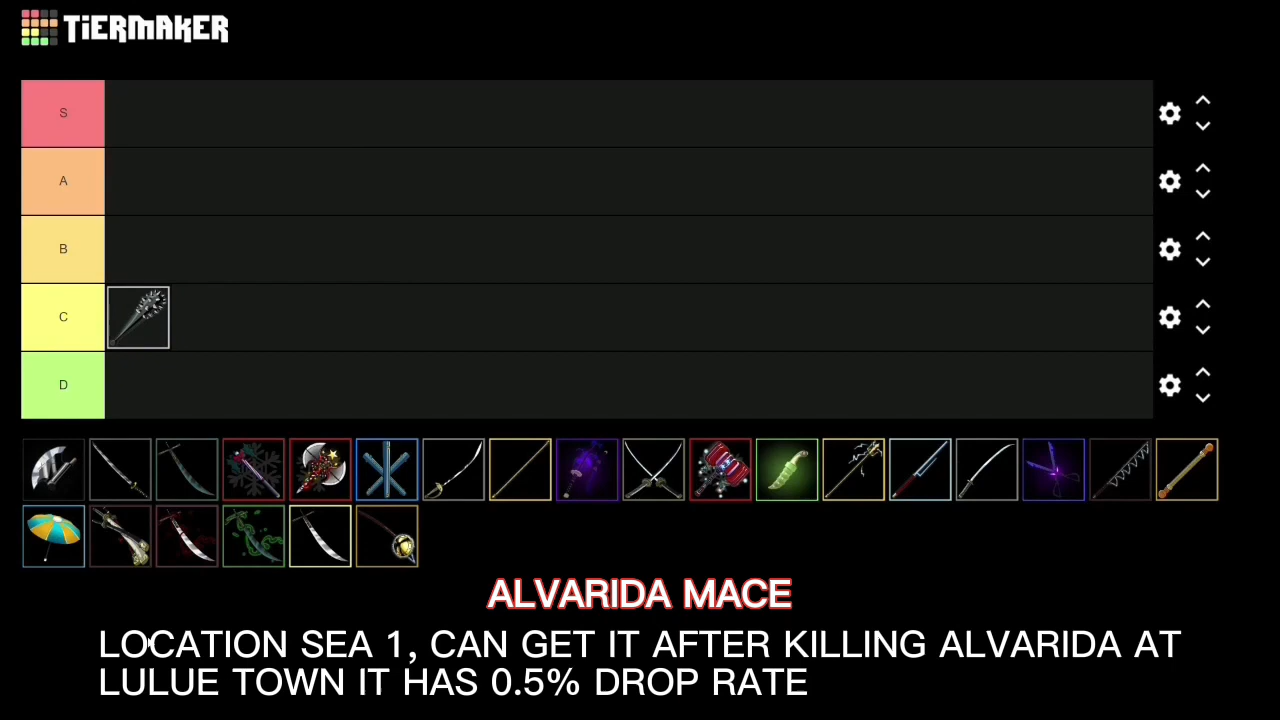 TIERMAKER
S
A
B
C
D
ALVARIDA MACE
LOCATION SEA 1, CAN GET IT AFTER KILLING ALVARIDA AT
LULUE TOWN IT HAS 0.5% DROP RATE